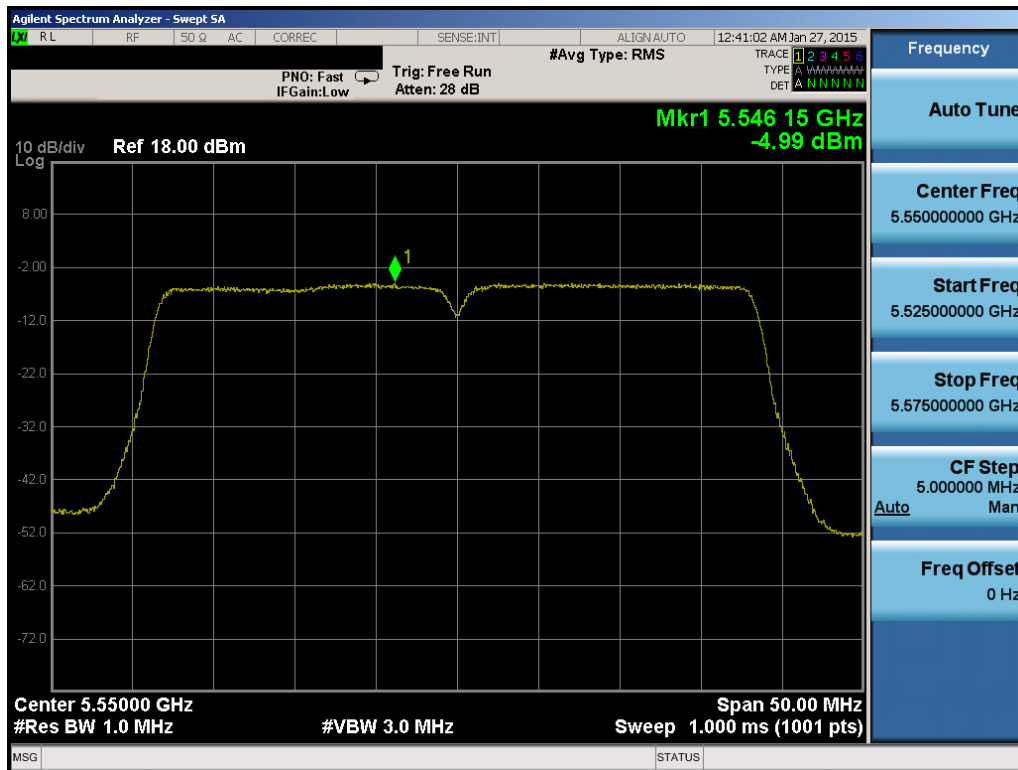 Agilent Spectrum Analyzer - Swept SA
LXI RL RF 50 Ω AC CORREC SENSE:INT ALIGNAUTO 12:41:02 AM Jan 27, 2015
#Avg Type: RMS TRACE 1 2 3 4 5 6
PNO: Fast Trig: Free Run TYPE A
IFGain:Low Atten: 28 dB DET A N N N N N
Mkr1 5.546 15 GHz
-4.99 dBm
10 dB/div Ref 18.00 dBm
Log
8.00
1
-2.00
-12.0
-22.0
-32.0
-42.0
-52.0
-62.0
-72.0
Center 5.55000 GHz Span 50.00 MHz
#Res BW 1.0 MHz #VBW 3.0 MHz Sweep 1.000 ms (1001 pts)
MSG STATUS
Frequency
Auto Tune
Center Freq
5.550000000 GHz
Start Freq
5.525000000 GHz
Stop Freq
5.575000000 GHz
CF Step
5.000000 MHz
Auto Man
Freq Offset
0 Hz